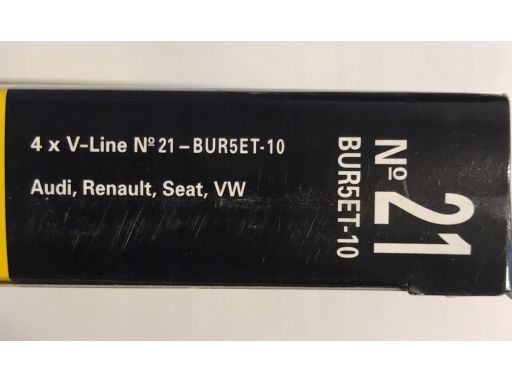 4 x V-Line Nº 21 – BUR5ET-10
Audi, Renault, Seat, VW
Nº 21
BUR5ET-10